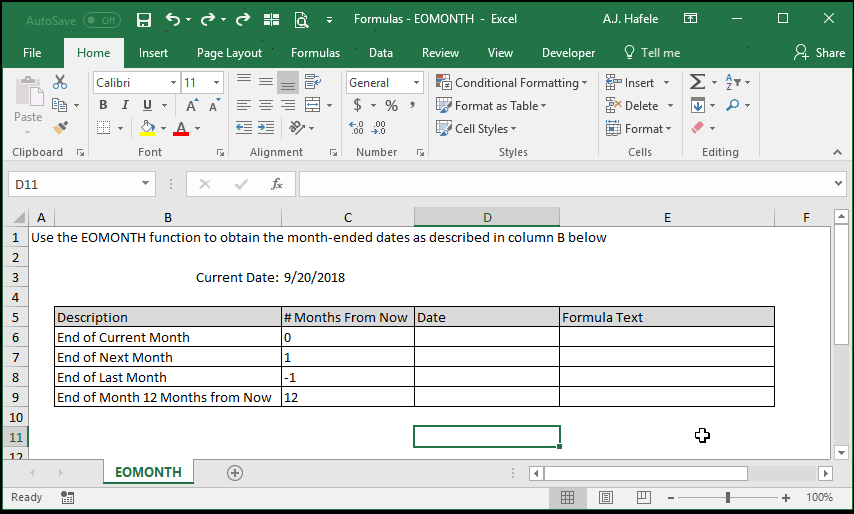 AutoSave Off Formulas - EOMONTH - Excel A.J. Hafele
File Home Insert Page Layout Formulas Data Review View Developer Tell me Share
Paste Calibri 11 General Conditional Formatting Insert
B I U A A $ % , Format as Table Delete
A .00 .0 Cell Styles Format
Clipboard Font Alignment Number Styles Cells Editing
D11 fx
A B C D E F
1 Use the EOMONTH function to obtain the month-ended dates as described in column B below
2
3 Current Date: 9/20/2018
4
5 Description # Months From Now Date Formula Text
6 End of Current Month 0
7 End of Next Month 1
8 End of Last Month -1
9 End of Month 12 Months from Now 12
10
11
12
EOMONTH
Ready 100%